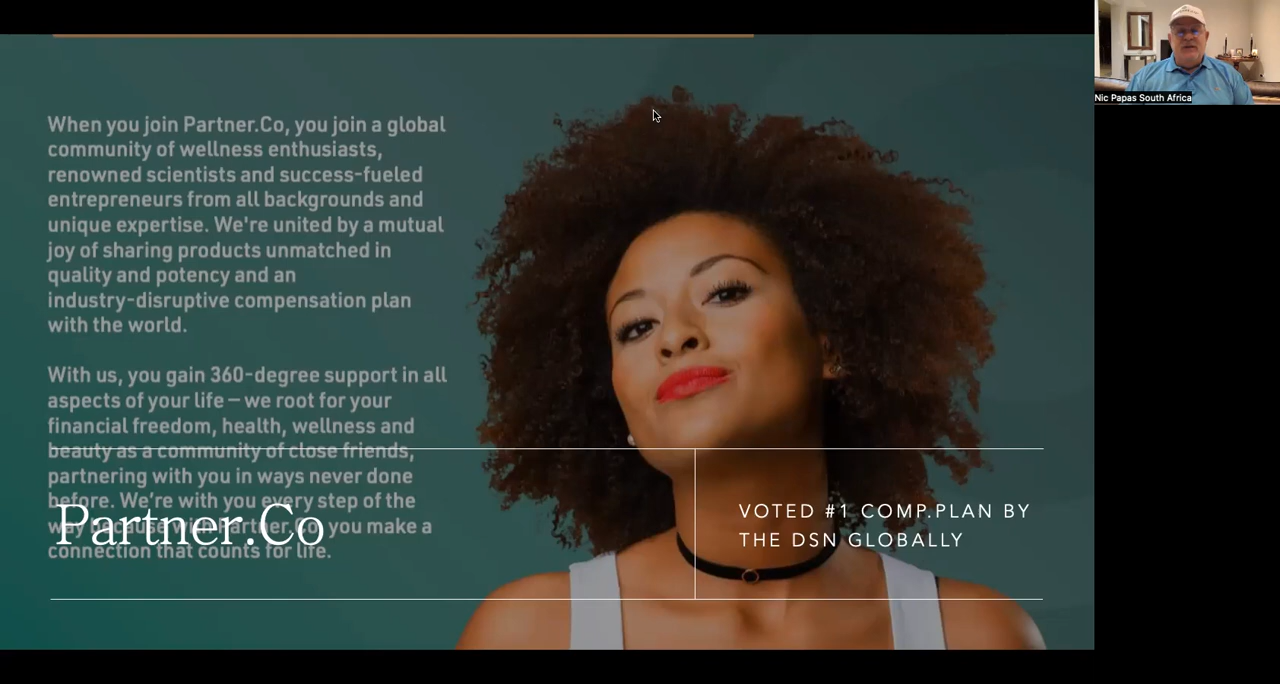 When you join Partner.Co, you join a global
community of wellness enthusiasts,
renowned scientists and success-fueled
entrepreneurs from all backgrounds and
unique expertise. We're united by a mutual
joy of sharing products unmatched in
quality and potency and an
industry-disruptive compensation plan
with the world.
With us, you gain 360-degree support in all
aspects of your life – we root for your
financial freedom, health, wellness and
beauty as a community of close friends,
partnering with you in ways never done
before. We're with you every step of the
way because with Partner.Co, you make a
connection that counts for life.
Partner.Co
VOTED #1 COMP.PLAN BY
THE DSN GLOBALLY
Nic Papas South Africa